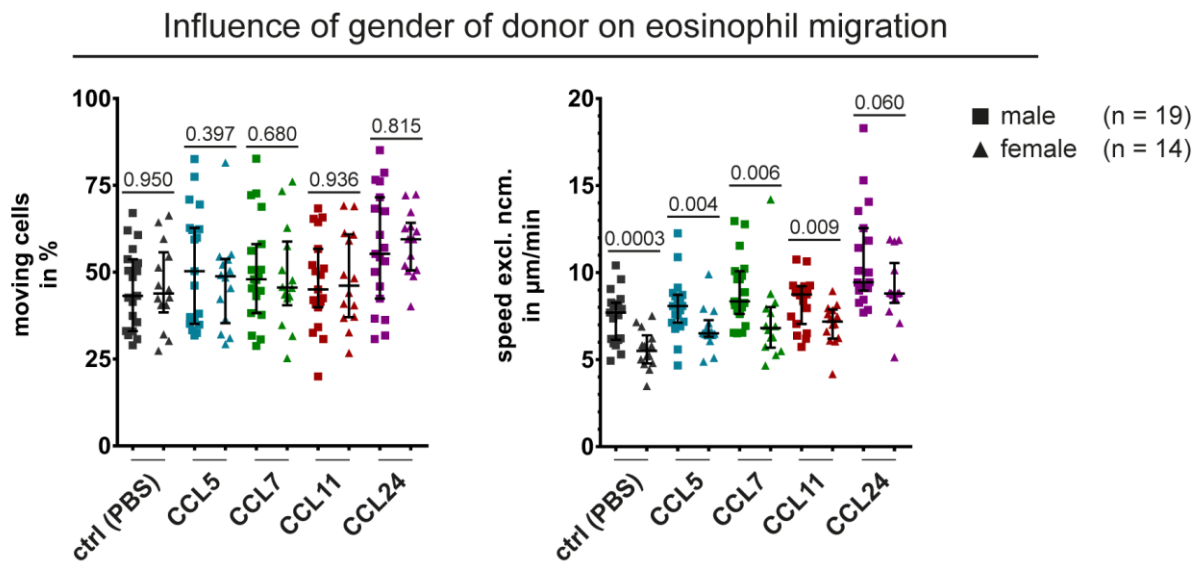 Influence of gender of donor on eosinophil migration
moving cells
in %
100
75
50
25
0
0.950
0.397
0.680
0.936
0.815
ctrl (PBS)
CCL5
CCL7
CCL11
CCL24
speed excl. ncm.
in µm/min
20
15
10
5
0
0.0003
0.004
0.006
0.009
0.060
ctrl (PBS)
CCL5
CCL7
CCL11
CCL24
male (n = 19)
female (n = 14)